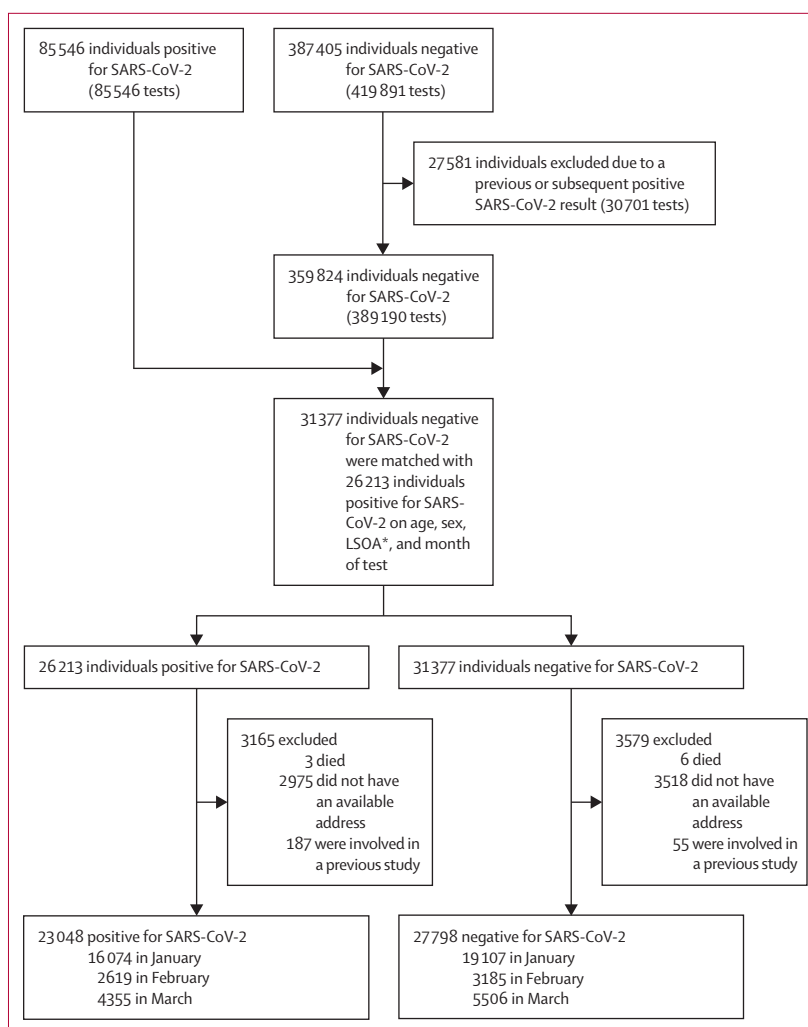 85 546 individuals positive
for SARS-CoV-2
(85 546 tests)
387 405 individuals negative
for SARS-CoV-2
(419 891 tests)
27 581 individuals excluded due to a
previous or subsequent positive
SARS-CoV-2 result (30 701 tests)
359 824 individuals negative
for SARS-CoV-2
(389 190 tests)
31 377 individuals negative
for SARS-CoV-2
were matched with
26 213 individuals
positive for SARS-
CoV-2 on age, sex,
LSOA*, and month
of test
26 213 individuals positive for SARS-CoV-2
31 377 individuals negative for SARS-CoV-2
3165 excluded
3 died
2975 did not have
an available
address
187 were involved in
a previous study
3579 excluded
6 died
3518 did not have
an available
address
55 were involved in
a previous study
23 048 positive for SARS-CoV-2
16 074 in January
2619 in February
4355 in March
27 798 negative for SARS-CoV-2
19 107 in January
3185 in February
5506 in March